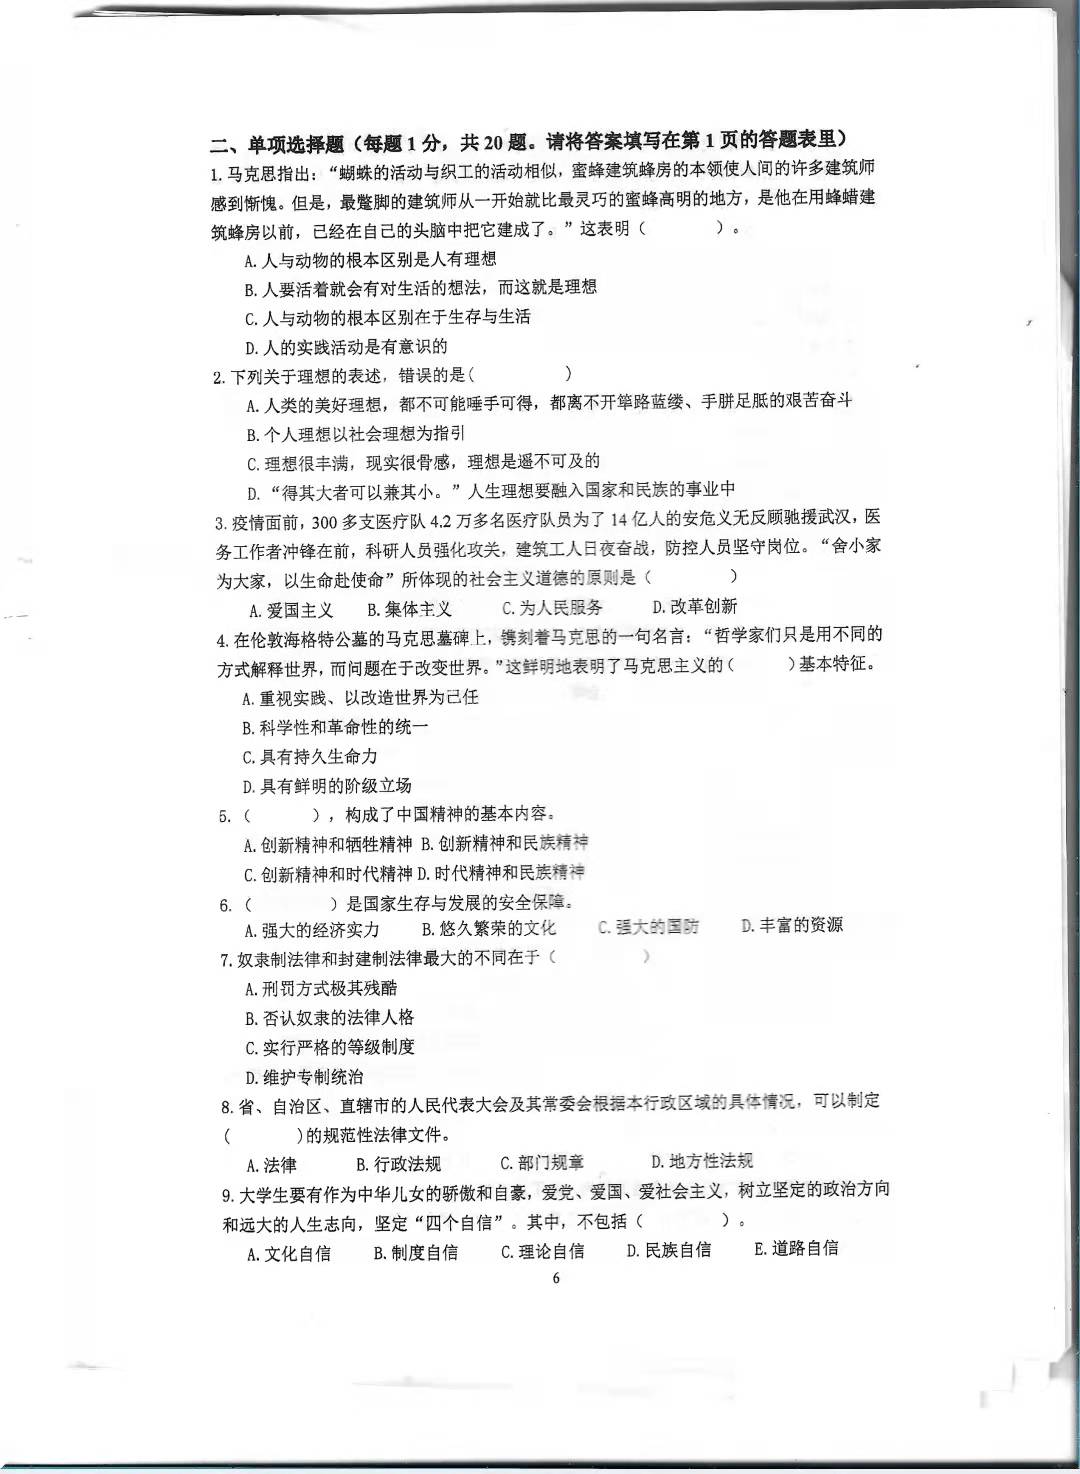 二、单项选择题（每题 1 分，共 20 题。请将答案填写在第 1 页的答题表里）
1. 马克思指出：“蜘蛛的活动与织工的活动相似，蜜蜂建筑蜂房的本领使人间的许多建筑师
感到惭愧。但是，最蹩脚的建筑师从一开始就比最灵巧的蜜蜂高明的地方，是他在用蜂蜡建
筑蜂房以前，已经在自己的头脑中把它建成了。”这表明（ ）。
A. 人与动物的根本区别是人有理想
B. 人要活着就会有对生活的想法，而这就是理想
C. 人与动物的根本区别在于生存与生活
D. 人的实践活动是有意识的
2. 下列关于理想的表述，错误的是( )
A. 人类的美好理想，都不可能唾手可得，都离不开筚路蓝缕、手胼足胝的艰苦奋斗
B. 个人理想以社会理想为指引
C. 理想很丰满，现实很骨感，理想是遥不可及的
D. “得其大者可以兼其小。”人生理想要融入国家和民族的事业中
3. 疫情面前，300 多支医疗队 4.2 万多名医疗队员为了 14 亿人的安危义无反顾驰援武汉，医
务工作者冲锋在前，科研人员强化攻关，建筑工人日夜奋战，防控人员坚守岗位。“舍小家
为大家，以生命赴使命”所体现的社会主义道德的原则是（ ）
A. 爱国主义 B. 集体主义 C. 为人民服务 D. 改革创新
4. 在伦敦海格特公墓的马克思墓碑上，镌刻着马克思的一句名言：“哲学家们只是用不同的
方式解释世界，而问题在于改变世界。”这鲜明地表明了马克思主义的（ ）基本特征。
A. 重视实践、以改造世界为己任
B. 科学性和革命性的统一
C. 具有持久生命力
D. 具有鲜明的阶级立场
5. （ ），构成了中国精神的基本内容。
A. 创新精神和牺牲精神 B. 创新精神和民族精神
C. 创新精神和时代精神 D. 时代精神和民族精神
6. （ ）是国家生存与发展的安全保障。
A. 强大的经济实力 B. 悠久繁荣的文化 C. 强大的国防 D. 丰富的资源
7. 奴隶制法律和封建制法律最大的不同在于（ ）
A. 刑罚方式极其残酷
B. 否认奴隶的法律人格
C. 实行严格的等级制度
D. 维护专制统治
8. 省、自治区、直辖市的人民代表大会及其常委会根据本行政区域的具体情况，可以制定
( )的规范性法律文件。
A. 法律 B. 行政法规 C. 部门规章 D. 地方性法规
9. 大学生要有作为中华儿女的骄傲和自豪，爱党、爱国、爱社会主义，树立坚定的政治方向
和远大的人生志向，坚定“四个自信”。其中，不包括（ ）。
A. 文化自信 B. 制度自信 C. 理论自信 D. 民族自信 E. 道路自信
6